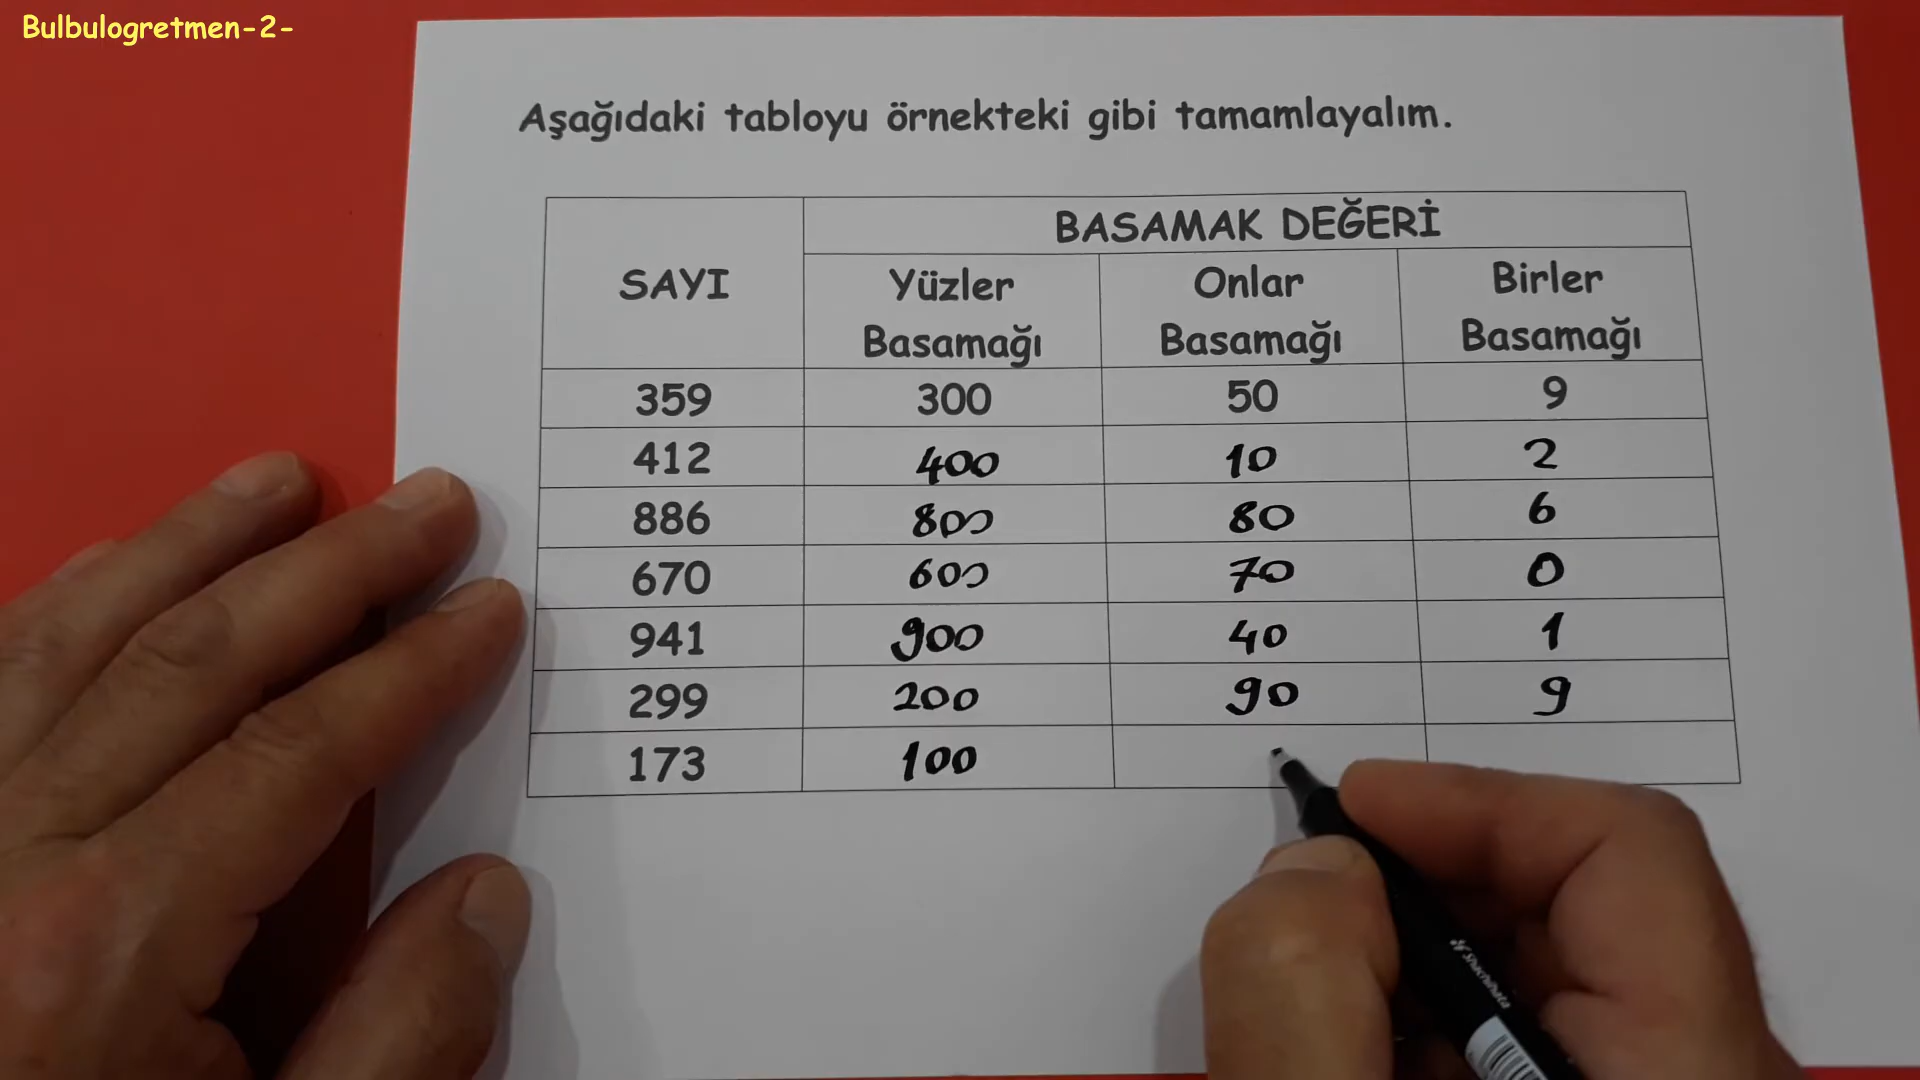 Bulbulogretmen-2-
Aşağıdaki tabloyu örnekteki gibi tamamlayalım.
SAYI BASAMAK DEĞERİ
Yüzler Basamağı Onlar Basamağı Birler Basamağı
359 300 50 9
412 400 10 2
886 800 80 6
670 600 70 0
941 900 40 1
299 200 90 9
173 100
Shachihata